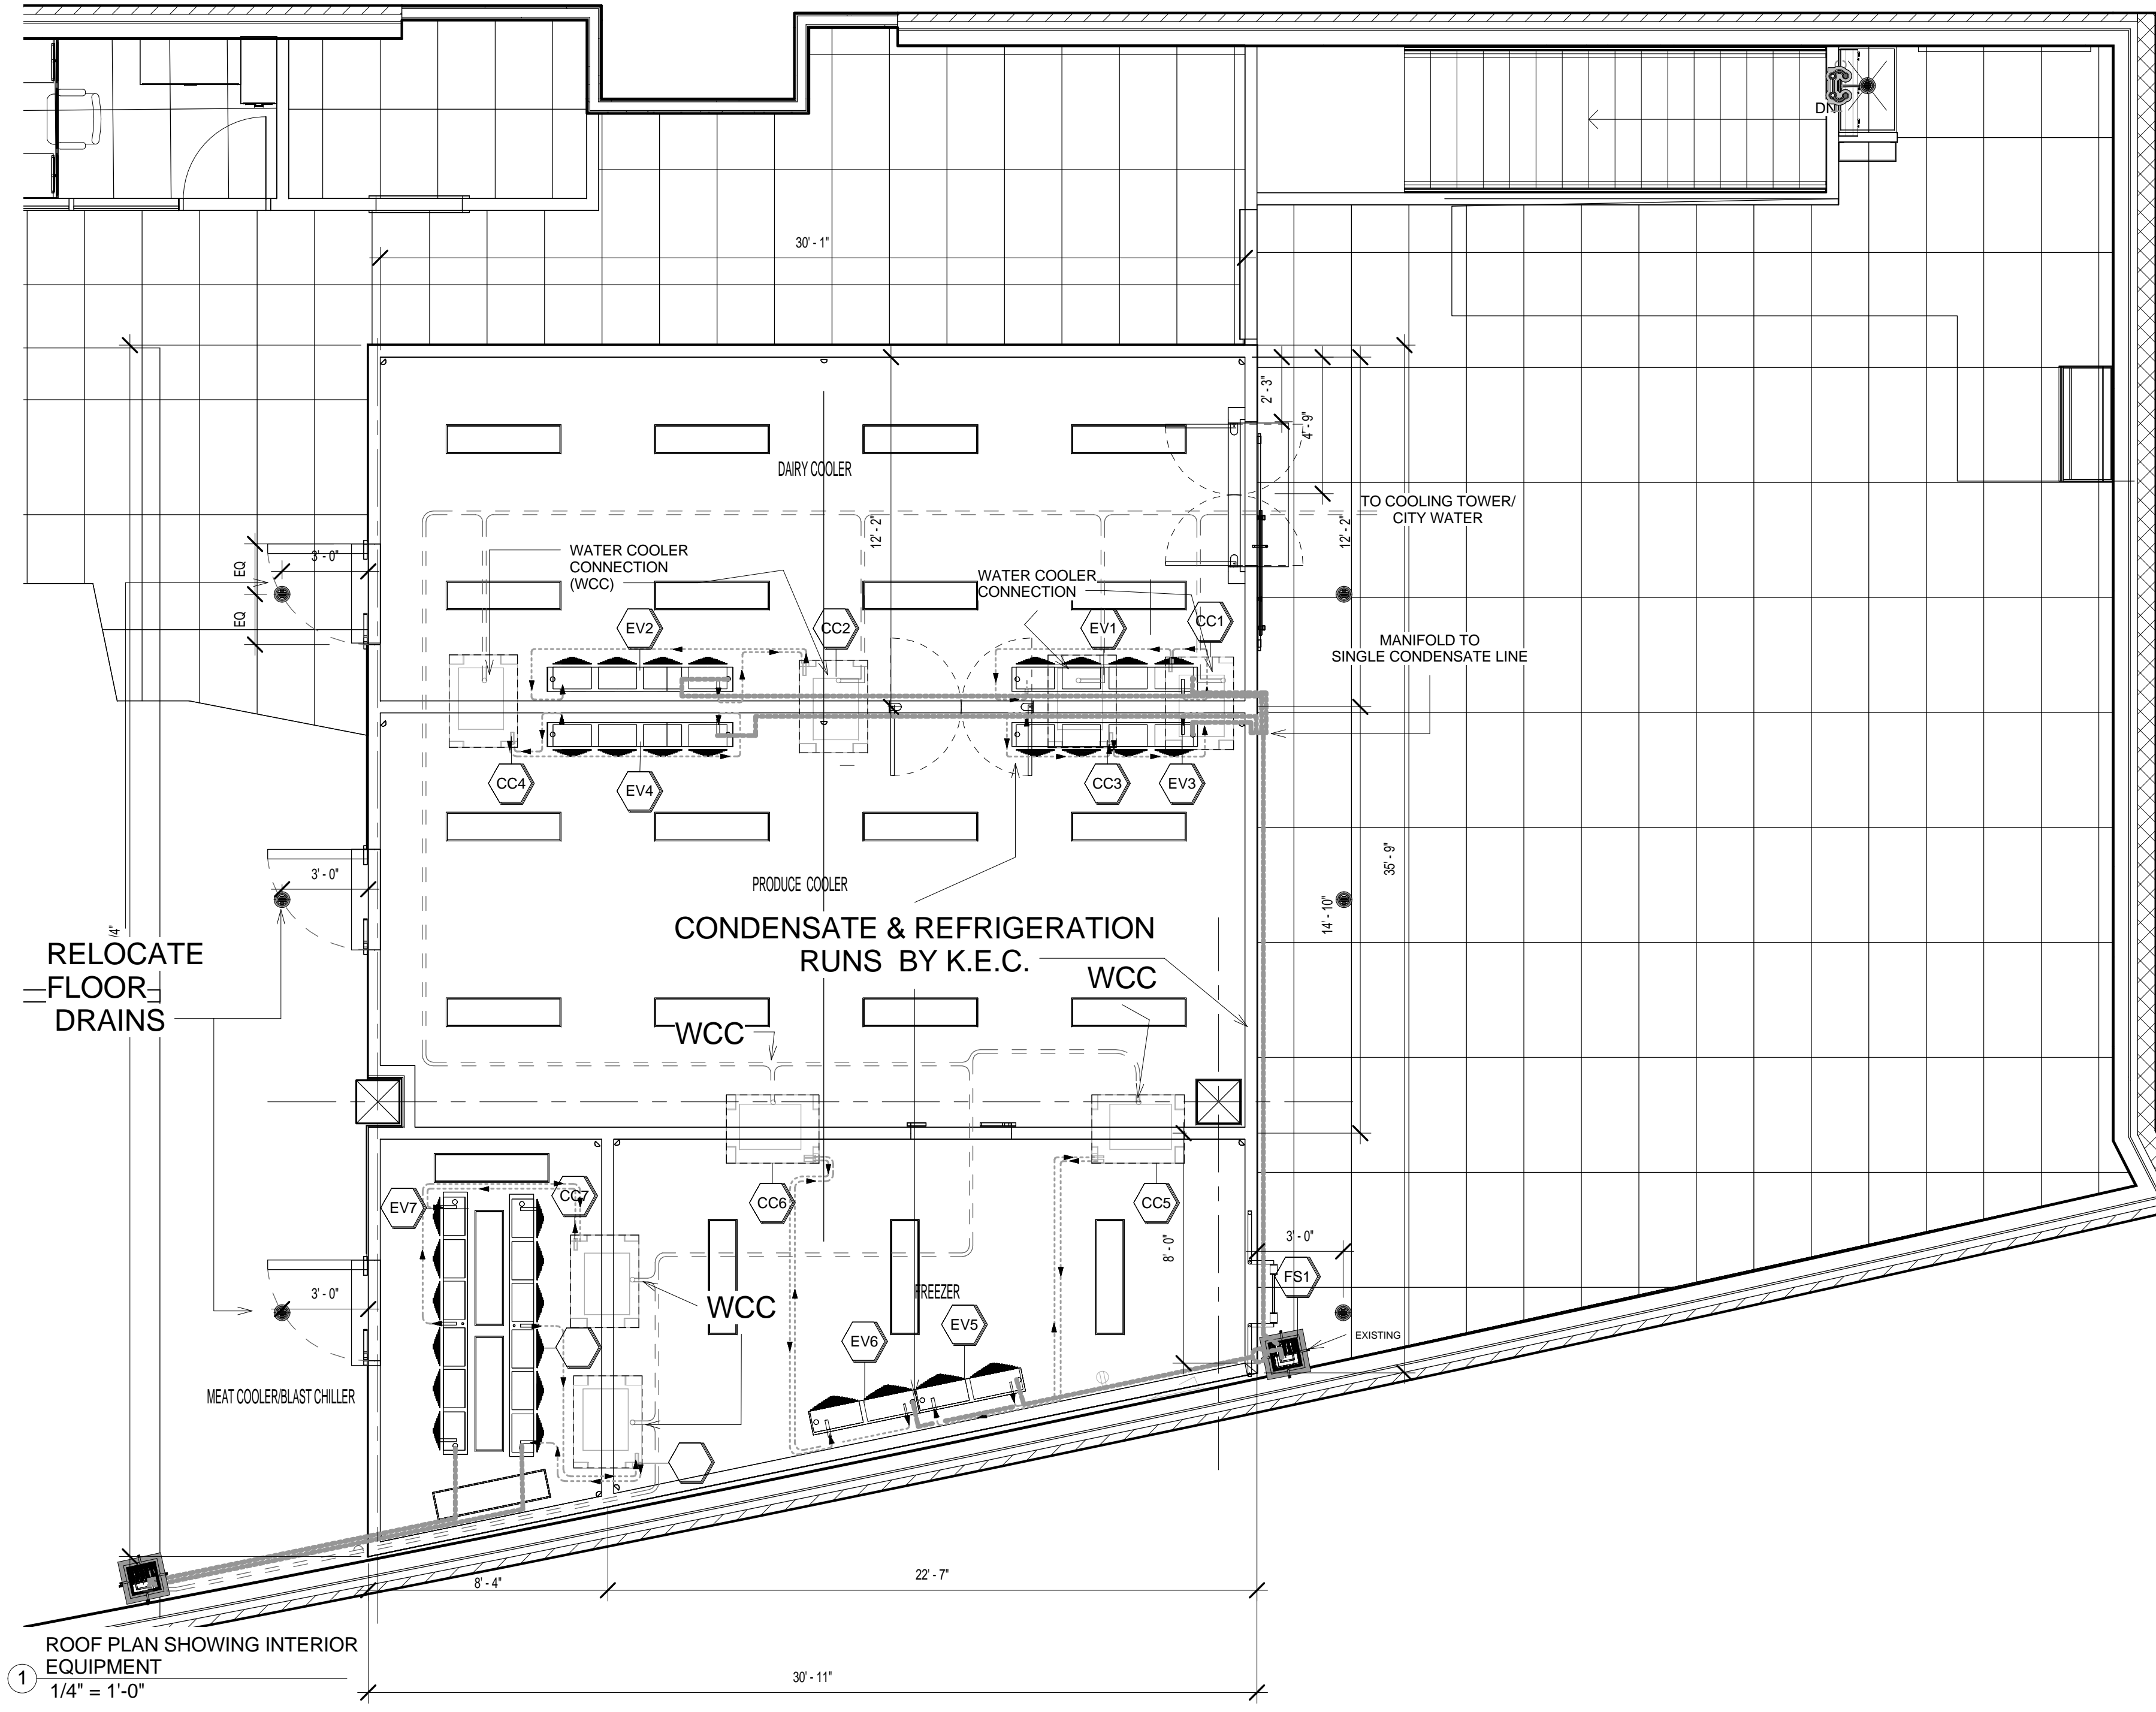 DN
30' - 1"
2' - 3"
4' - 9"
DAIRY COOLER
12' - 2"
12' - 2"
TO COOLING TOWER/
CITY WATER
3' - 0"
EQ
EQ
WATER COOLER
CONNECTION
(WCC)
WATER COOLER
CONNECTION
EV2
CC2
EV1
CC1
MANIFOLD TO
SINGLE CONDENSATE LINE
CC4
EV4
CC3
EV3
35' - 9"
3' - 0"
PRODUCE COOLER
14' - 10"
/4"
CONDENSATE & REFRIGERATION
RUNS BY K.E.C.
RELOCATE
FLOOR
DRAINS
WCC
WCC
EV7
CC7
CC6
CC5
8' - 0"
3' - 0"
FS1
3' - 0"
WCC
FREEZER
EV6
EV5
EXISTING
MEAT COOLER/BLAST CHILLER
8' - 4"
22' - 7"
30' - 11"
1
ROOF PLAN SHOWING INTERIOR
EQUIPMENT
1/4" = 1'-0"